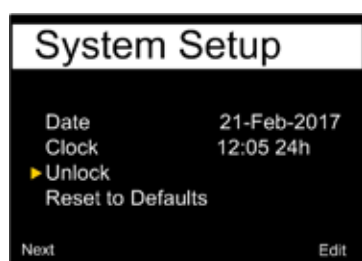 System Setup
Date 21-Feb-2017
Clock 12:05 24h
Unlock
Reset to Defaults
Next Edit